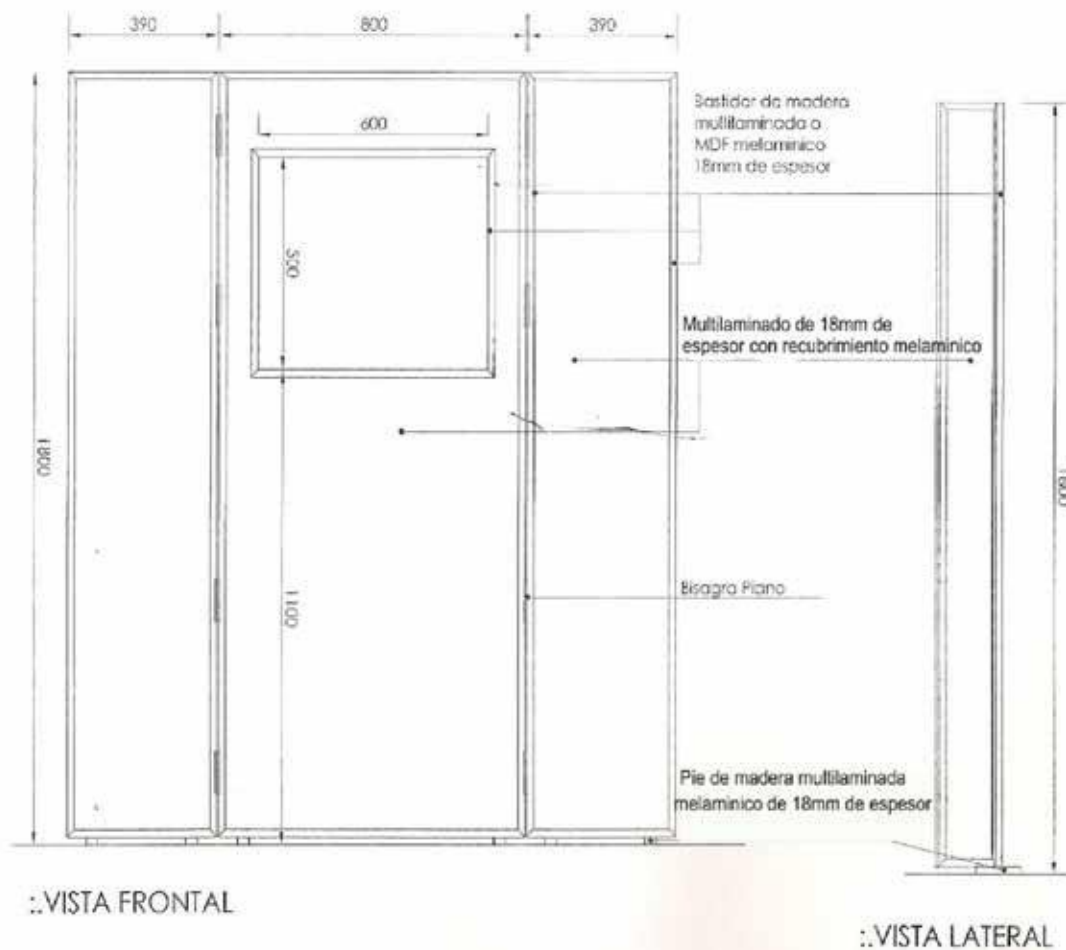 390
800
390
600
500
1800
1100
Bastidor de madera
multilaminada o
MDF melaminico
18mm de espesor
Multilaminado de 18mm de
espesor con recubrimiento melaminico
Bisagra Piano
Pie de madera multilaminada
melaminico de 18mm de espesor
1800
:.VISTA FRONTAL
:.VISTA LATERAL